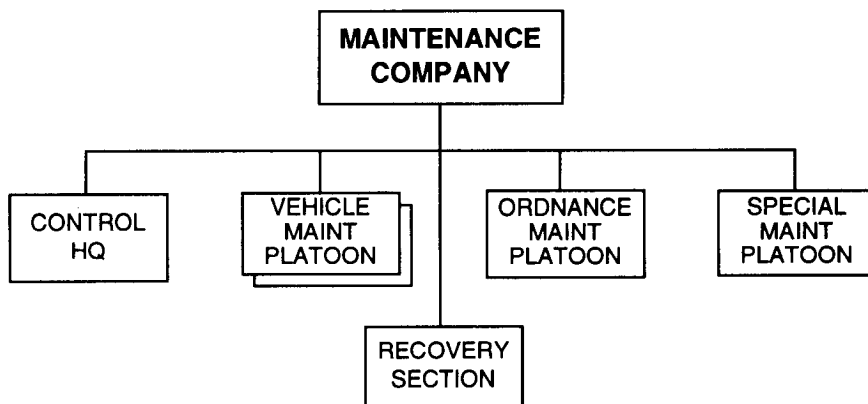 MAINTENANCE
COMPANY
CONTROL
HQ
VEHICLE
MAINT
PLATOON
ORDNANCE
MAINT
PLATOON
SPECIAL
MAINT
PLATOON
RECOVERY
SECTION